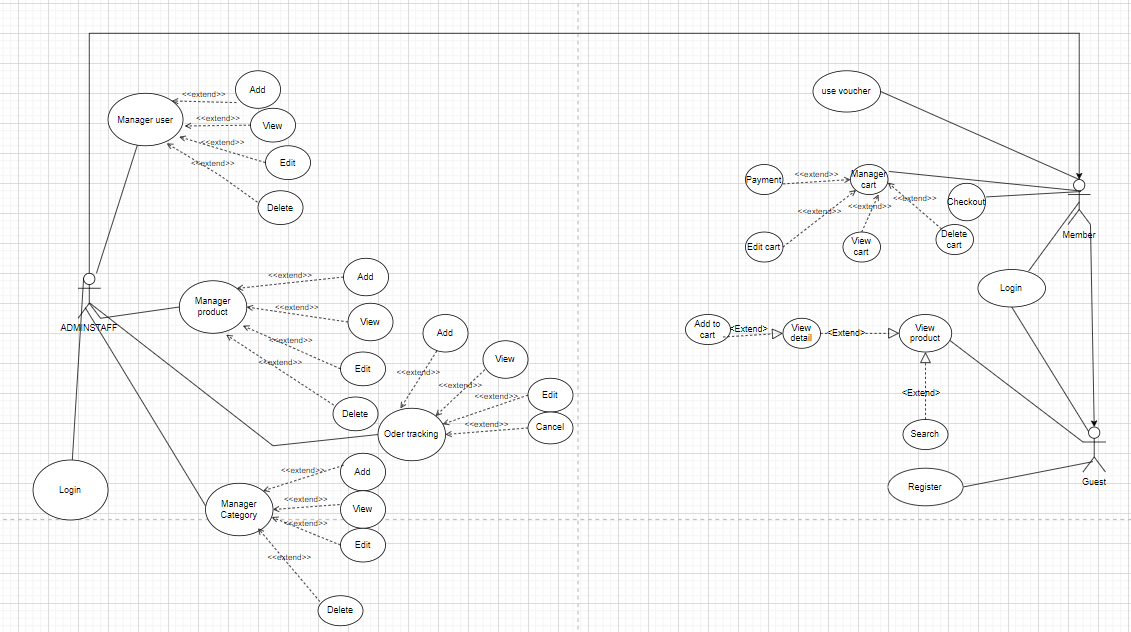 Add
<<extend>>
Manager user
<<extend>>
View
<<extend>>
Edit
<<extend>>
Delete
ADMINSTAFF
Login
Manager
product
<<extend>>
Add
<<extend>>
View
<<extend>>
Edit
<<extend>>
Delete
Oder tracking
Add
<<extend>>
View
<<extend>>
Edit
<<extend>>
Cancel
<<extend>>
Manager
Category
<<extend>>
Add
<<extend>>
View
<<extend>>
Edit
<<extend>>
Delete
use voucher
Payment
<<extend>>
Manager
cart
<<extend>>
Edit cart
<<extend>>
View
cart
<<extend>>
Delete
cart
Checkout
Member
Login
Add to
cart
<Extend>
View
detail
<Extend>
View
product
<Extend>
Search
Register
Guest